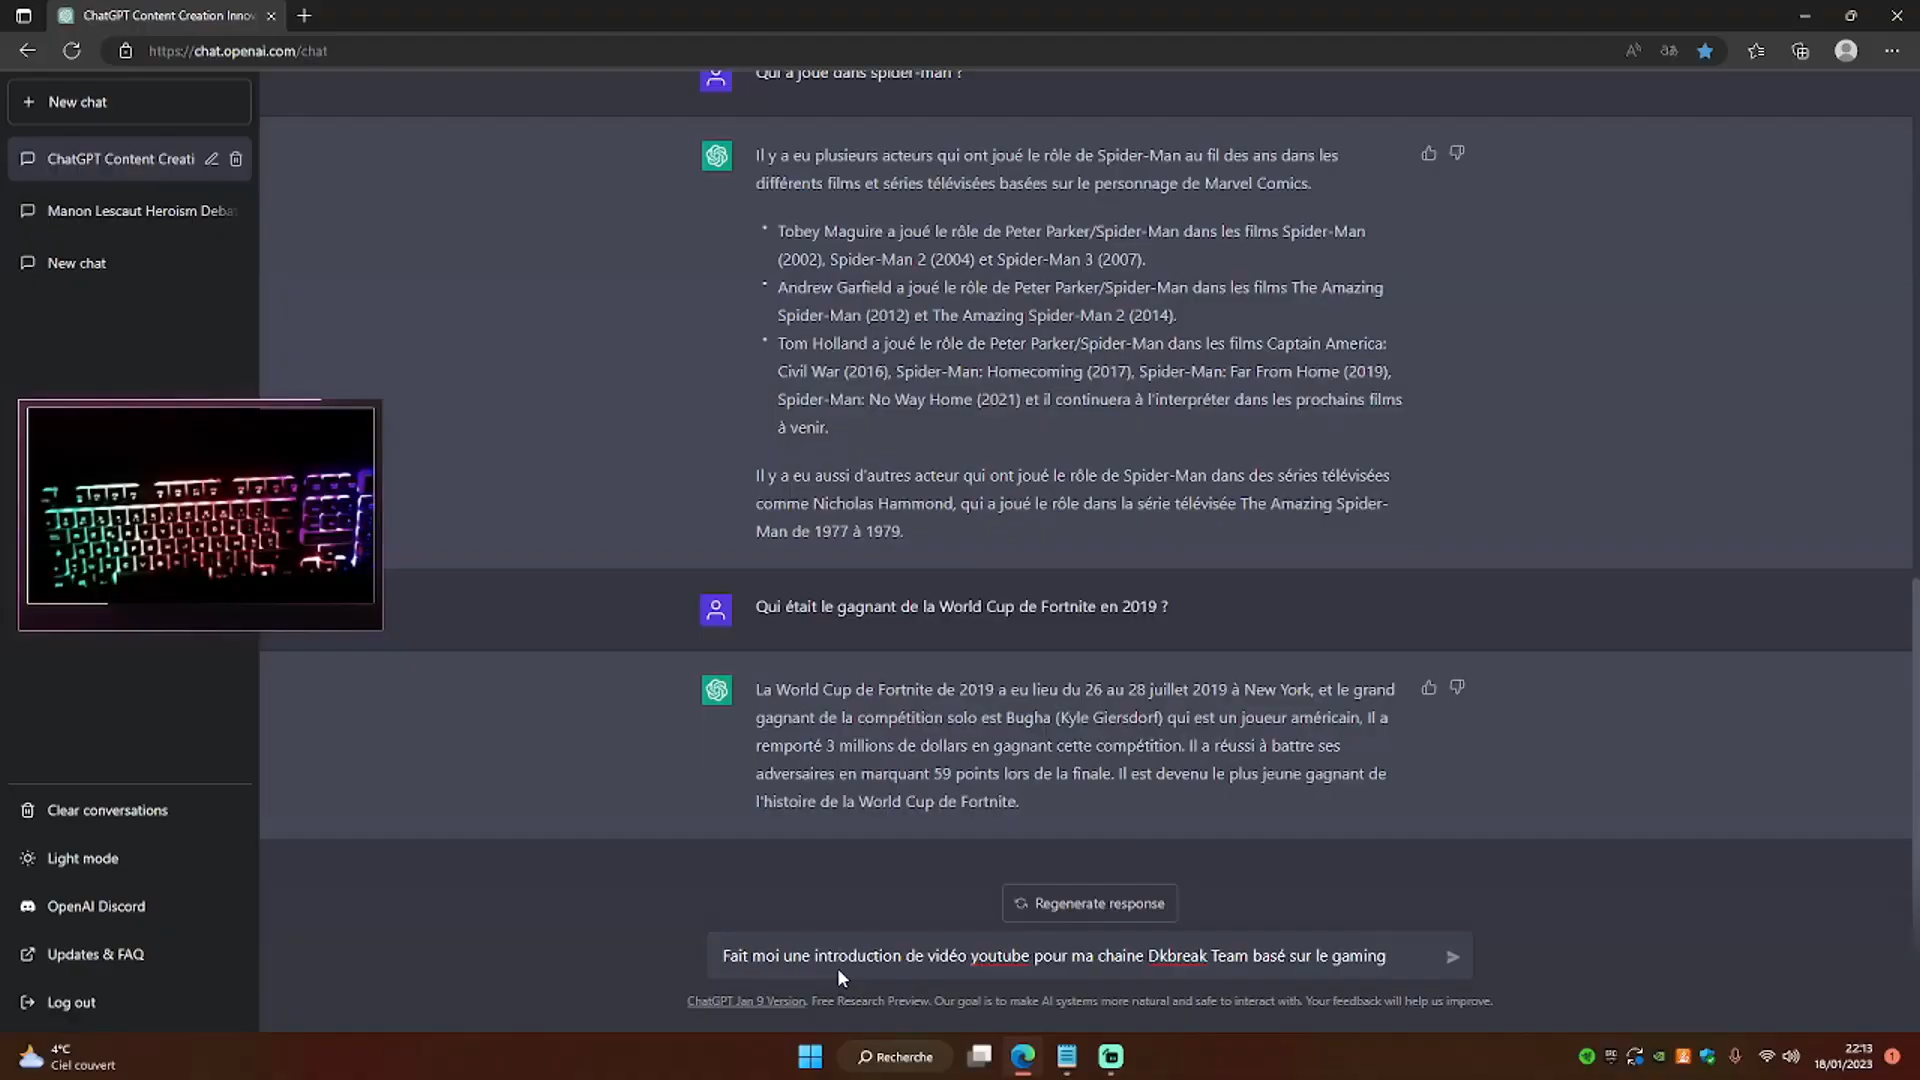 ChatGPT Content Creation Innov
https://chat.openai.com/chat
New chat
ChatGPT Content Creati
Manon Lescaut Heroism Deba
New chat
Qui a joué dans spider-man ?
Il y a eu plusieurs acteurs qui ont joué le rôle de Spider-Man au fil des ans dans les
différents films et séries télévisées basées sur le personnage de Marvel Comics.
• Tobey Maguire a joué le rôle de Peter Parker/Spider-Man dans les films Spider-Man
(2002), Spider-Man 2 (2004) et Spider-Man 3 (2007).
• Andrew Garfield a joué le rôle de Peter Parker/Spider-Man dans les films The Amazing
Spider-Man (2012) et The Amazing Spider-Man 2 (2014).
• Tom Holland a joué le rôle de Peter Parker/Spider-Man dans les films Captain America:
Civil War (2016), Spider-Man: Homecoming (2017), Spider-Man: Far From Home (2019),
Spider-Man: No Way Home (2021) et il continuera à l'interpréter dans les prochains films
à venir.
Il y a eu aussi d'autres acteur qui ont joué le rôle de Spider-Man dans des séries télévisées
comme Nicholas Hammond, qui a joué le rôle dans la série télévisée The Amazing Spider-
Man de 1977 à 1979.
Qui était le gagnant de la World Cup de Fortnite en 2019 ?
La World Cup de Fortnite de 2019 a eu lieu du 26 au 28 juillet 2019 à New York, et le grand
gagnant de la compétition solo est Bugha (Kyle Giersdorf) qui est un joueur américain, Il a
remporté 3 millions de dollars en gagnant cette compétition. Il a réussi à battre ses
adversaires en marquant 59 points lors de la finale. Il est devenu le plus jeune gagnant de
l'histoire de la World Cup de Fortnite.
Clear conversations
Light mode
OpenAI Discord
Updates & FAQ
Log out
Regenerate response
Fait moi une introduction de vidéo youtube pour ma chaine Dkbreak Team basé sur le gaming
ChatGPT Jan 9 Version. Free Research Preview. Our goal is to make AI systems more natural and safe to interact with. Your feedback will help us improve.
4°C
Ciel couvert
Recherche
22:13
18/01/2023
1